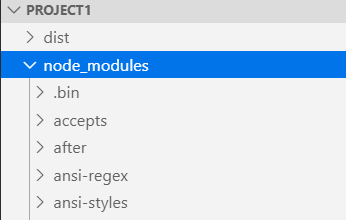 PROJECT1
dist
node_modules
.bin
accepts
after
ansi-regex
ansi-styles